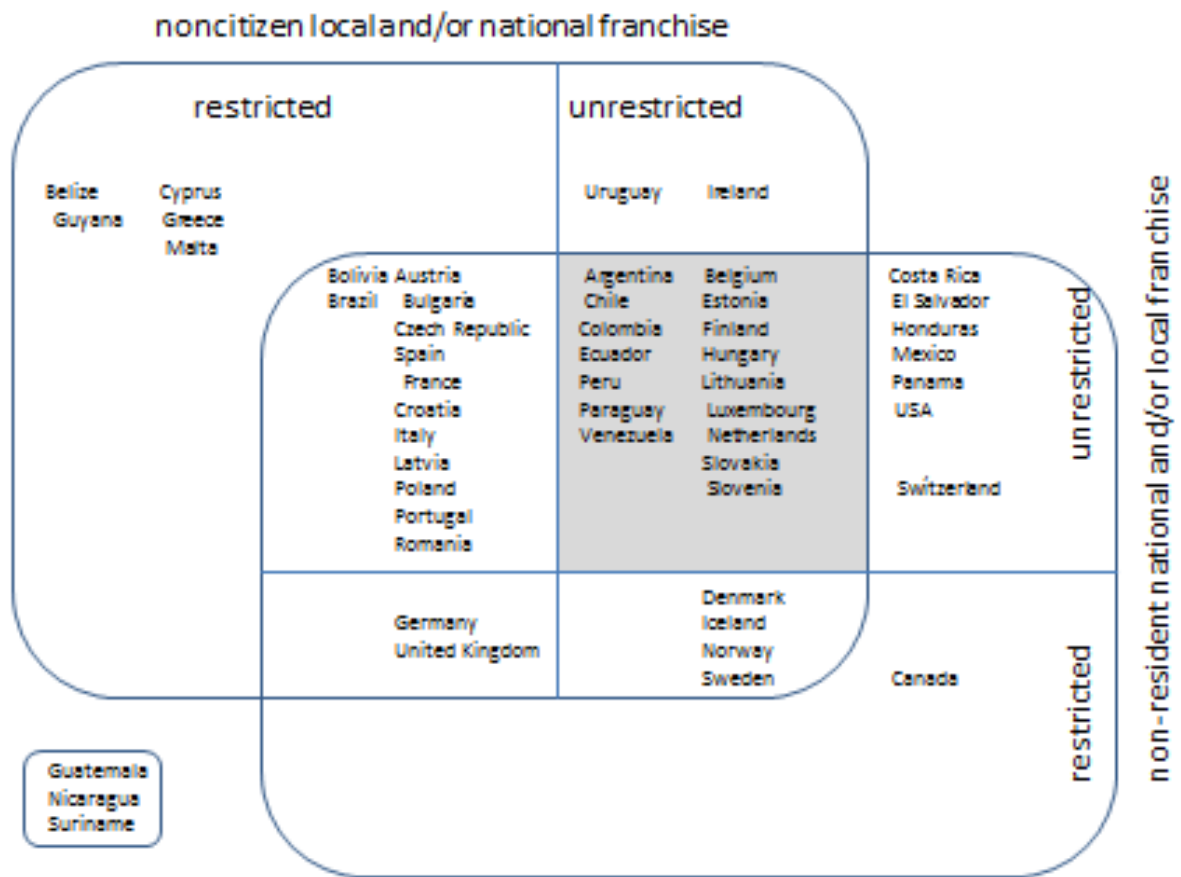 noncitizen local and/or national franchise
restricted unrestricted
Belize Cyprus Uruguay Ireland
Guyana Greece
Malta
Bolivia Austria Argentina Belgium Costa Rica
Brazil Bulgaria Chile Estonia El Salvador
Czech Republic Colombia Finland Honduras
Spain Ecuador Hungary Mexico
France Peru Lithuania Panama
Croatia Paraguay Luxembourg USA
Italy Venezuela Netherlands
Latvia Slovakia
Poland Slovenia Switzerland
Portugal
Romania
unrestricted
Denmark
Germany Iceland
United Kingdom Norway
Sweden Canada
restricted
non-resident national and/or local franchise
Guatemala
Nicaragua
Suriname